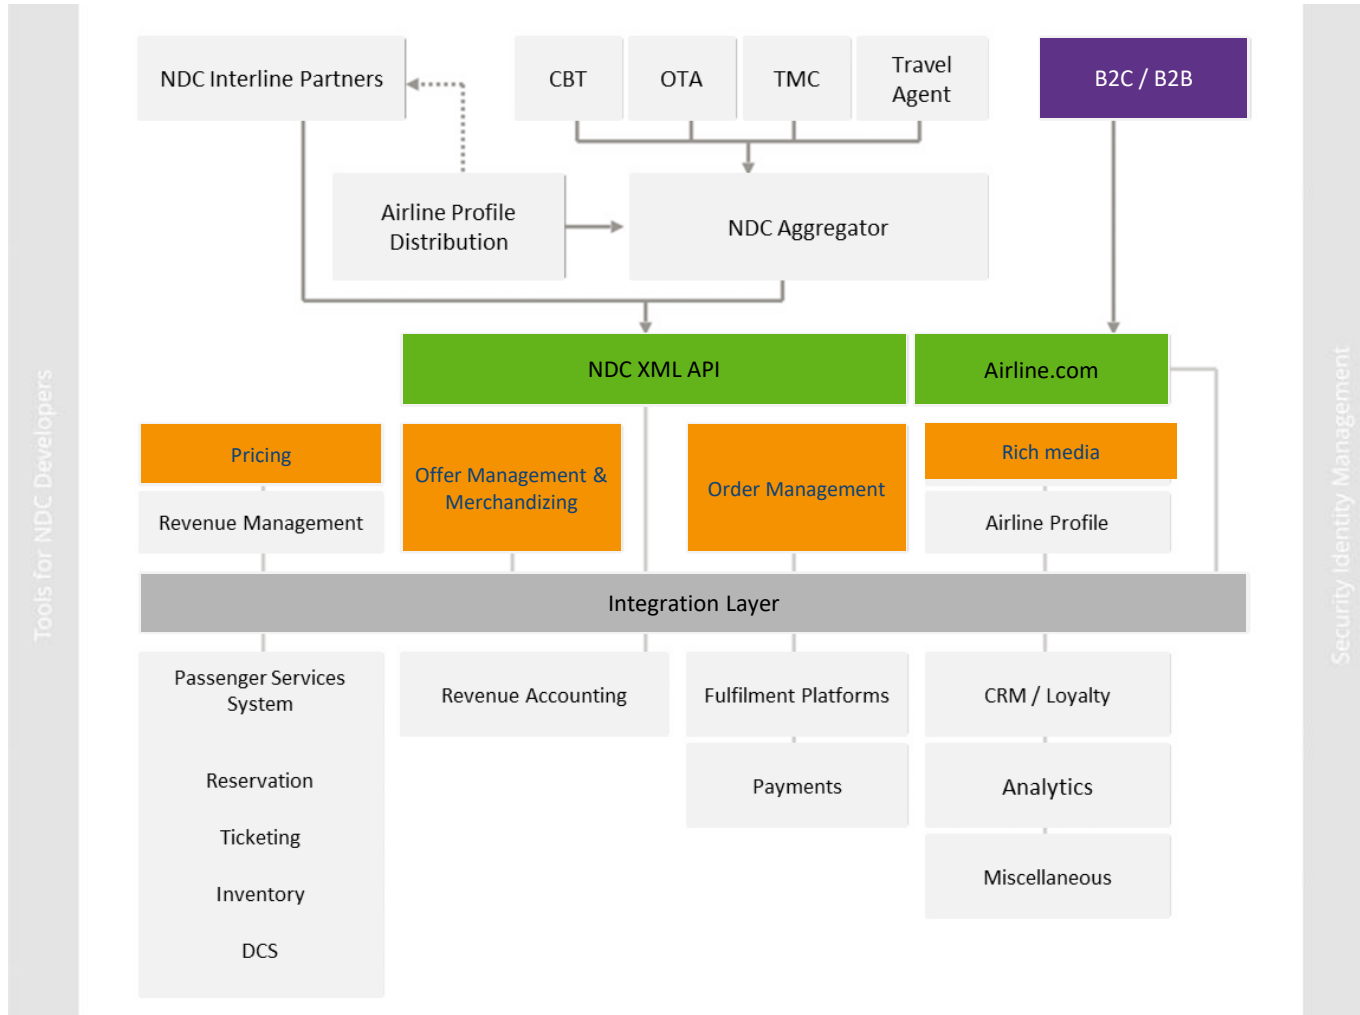 NDC Interline Partners
CBT
OTA
TMC
Travel
Agent
B2C / B2B
Airline Profile
Distribution
NDC Aggregator
NDC XML API
Airline.com
Pricing
Offer Management &
Merchandizing
Order Management
Rich media
Revenue Management
Airline Profile
Integration Layer
Passenger Services
System
Reservation
Ticketing
Inventory
DCS
Revenue Accounting
Fulfilment Platforms
Payments
CRM / Loyalty
Analytics
Miscellaneous
Tools for NDC Developers
Security Identity Management